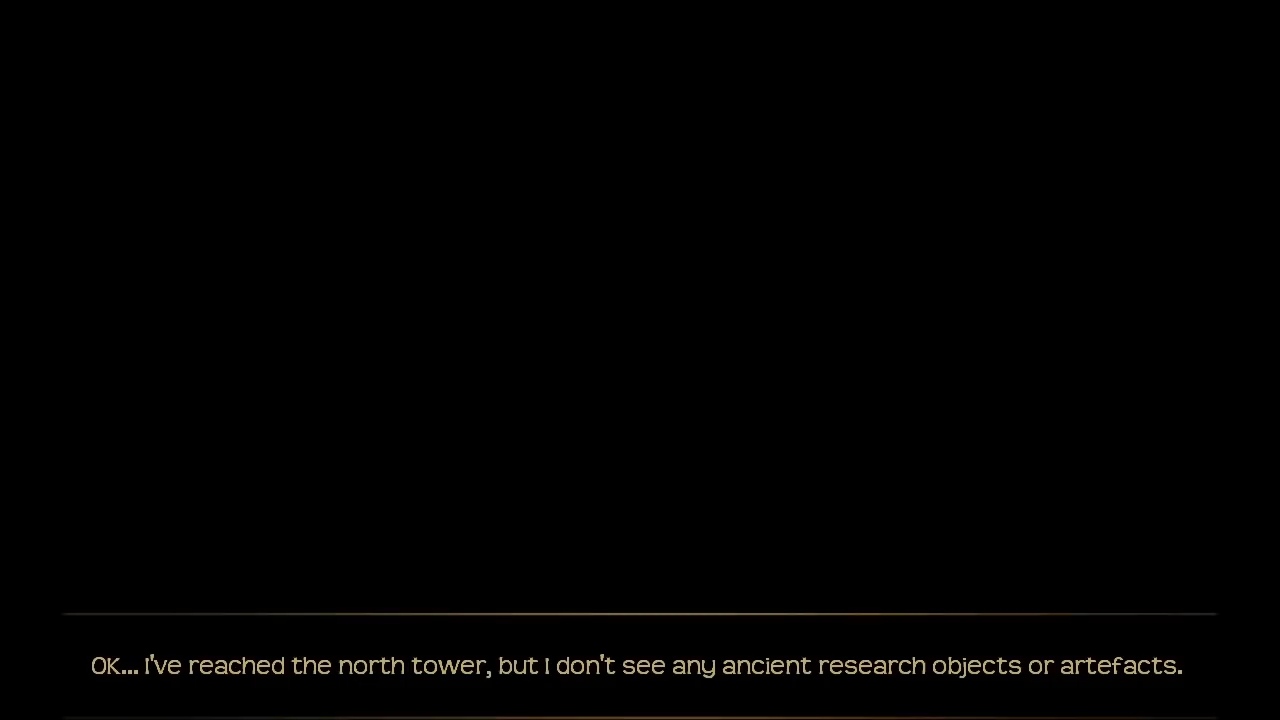 OK... I've reached the north tower, but I don't see any ancient research objects or artefacts.